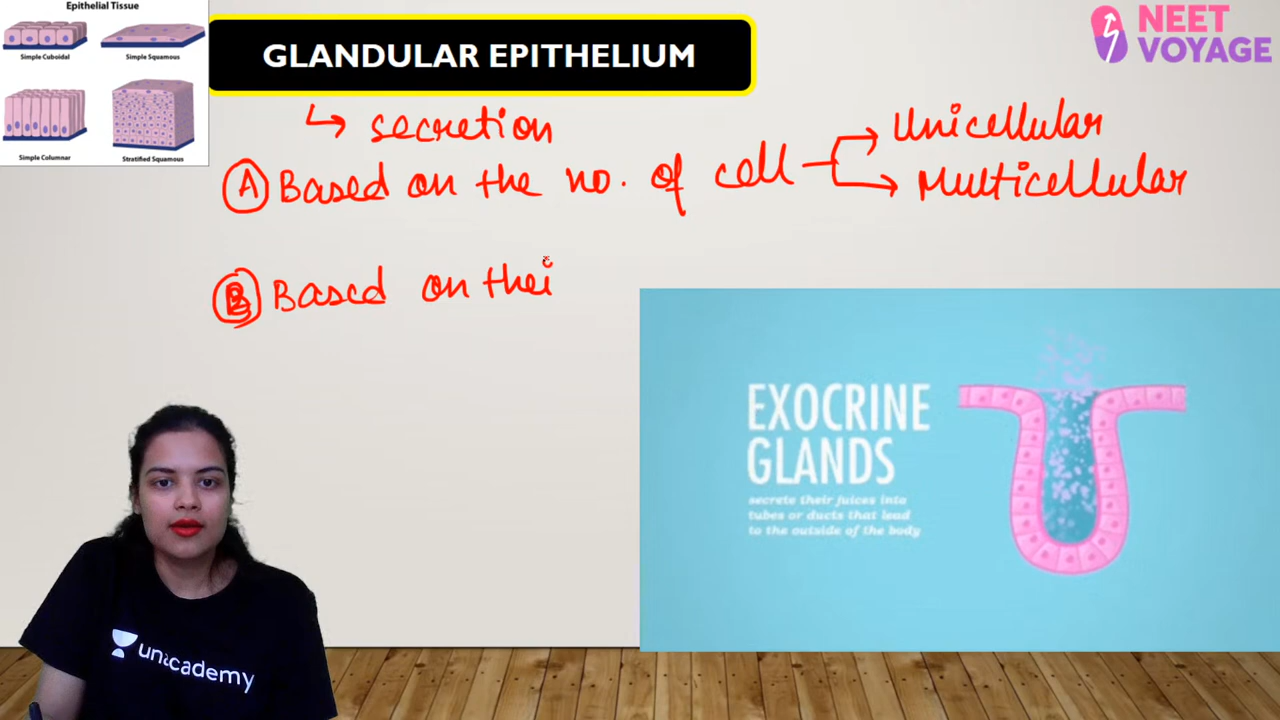 Epithelial Tissue
Simple Cuboidal
Simple Squamous
Simple Columnar
Stratified Squamous
GLANDULAR EPITHELIUM
NEET
VOYAGE
↳ secretion
A Based on the no. of cell → Unicellular
→ Multicellular
B Based on thei
EXOCRINE
GLANDS
secrete their juices into
tubes or ducts that lead
to the outside of the body
unacademy